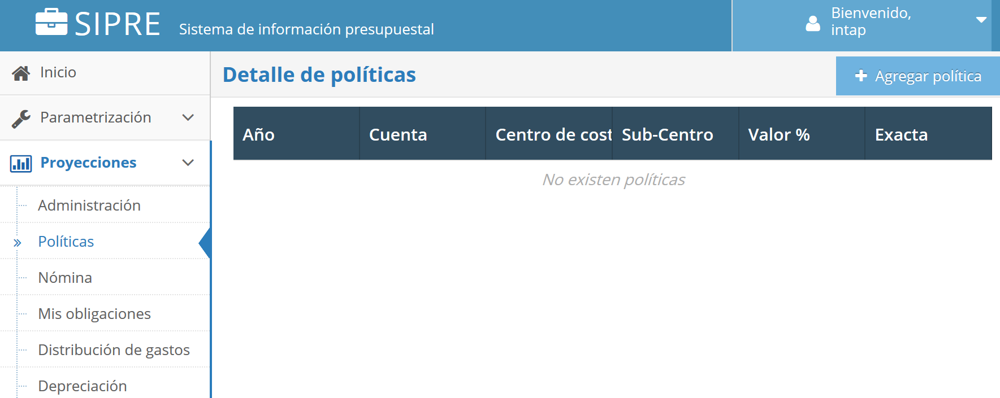 SIPRE Sistema de información presupuestal
Bienvenido,
intap
Inicio
Parametrización
Proyecciones
Administración
Políticas
Nómina
Mis obligaciones
Distribución de gastos
Depreciación
Detalle de políticas
Agregar política
Año Cuenta Centro de cost Sub-Centro Valor % Exacta
No existen políticas